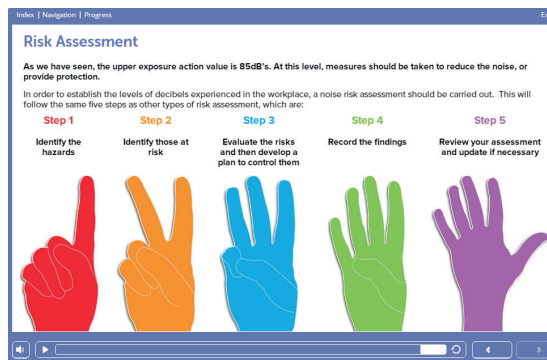 Index | Navigation | Progress
Risk Assessment
As we have seen, the upper exposure action value is 85dB's. At this level, measures should be taken to reduce the noise, or
provide protection.
In order to establish the levels of decibels experienced in the workplace, a noise risk assessment should be carried out.  This will
follow the same five steps as other types of risk assessment, which are:
Step 1
Identify the
hazards
Step 2
Identify those at
risk
Step 3
Evaluate the risks
and then develop a
plan to control them
Step 4
Record the findings
Step 5
Review your assessment
and update if necessary